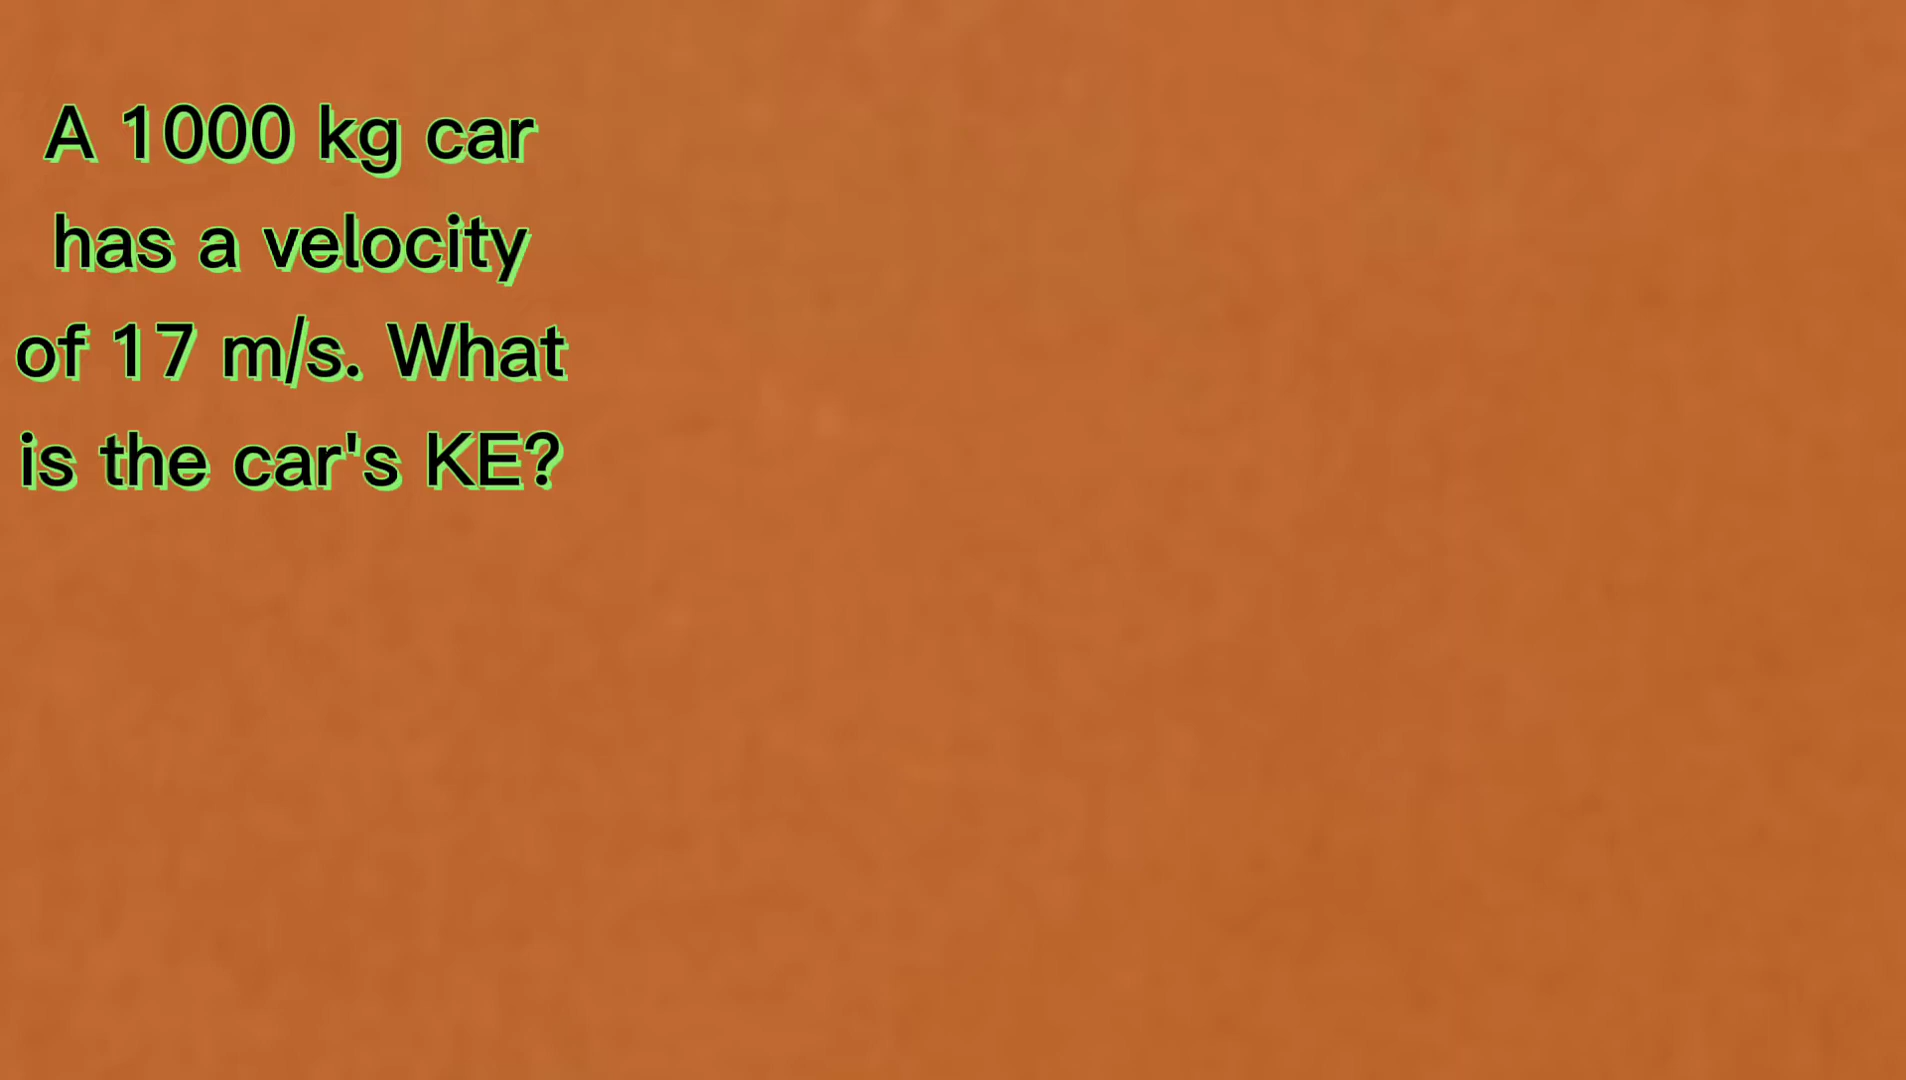 A 1000 kg car
has a velocity
of 17 m/s. What
is the car's KE?